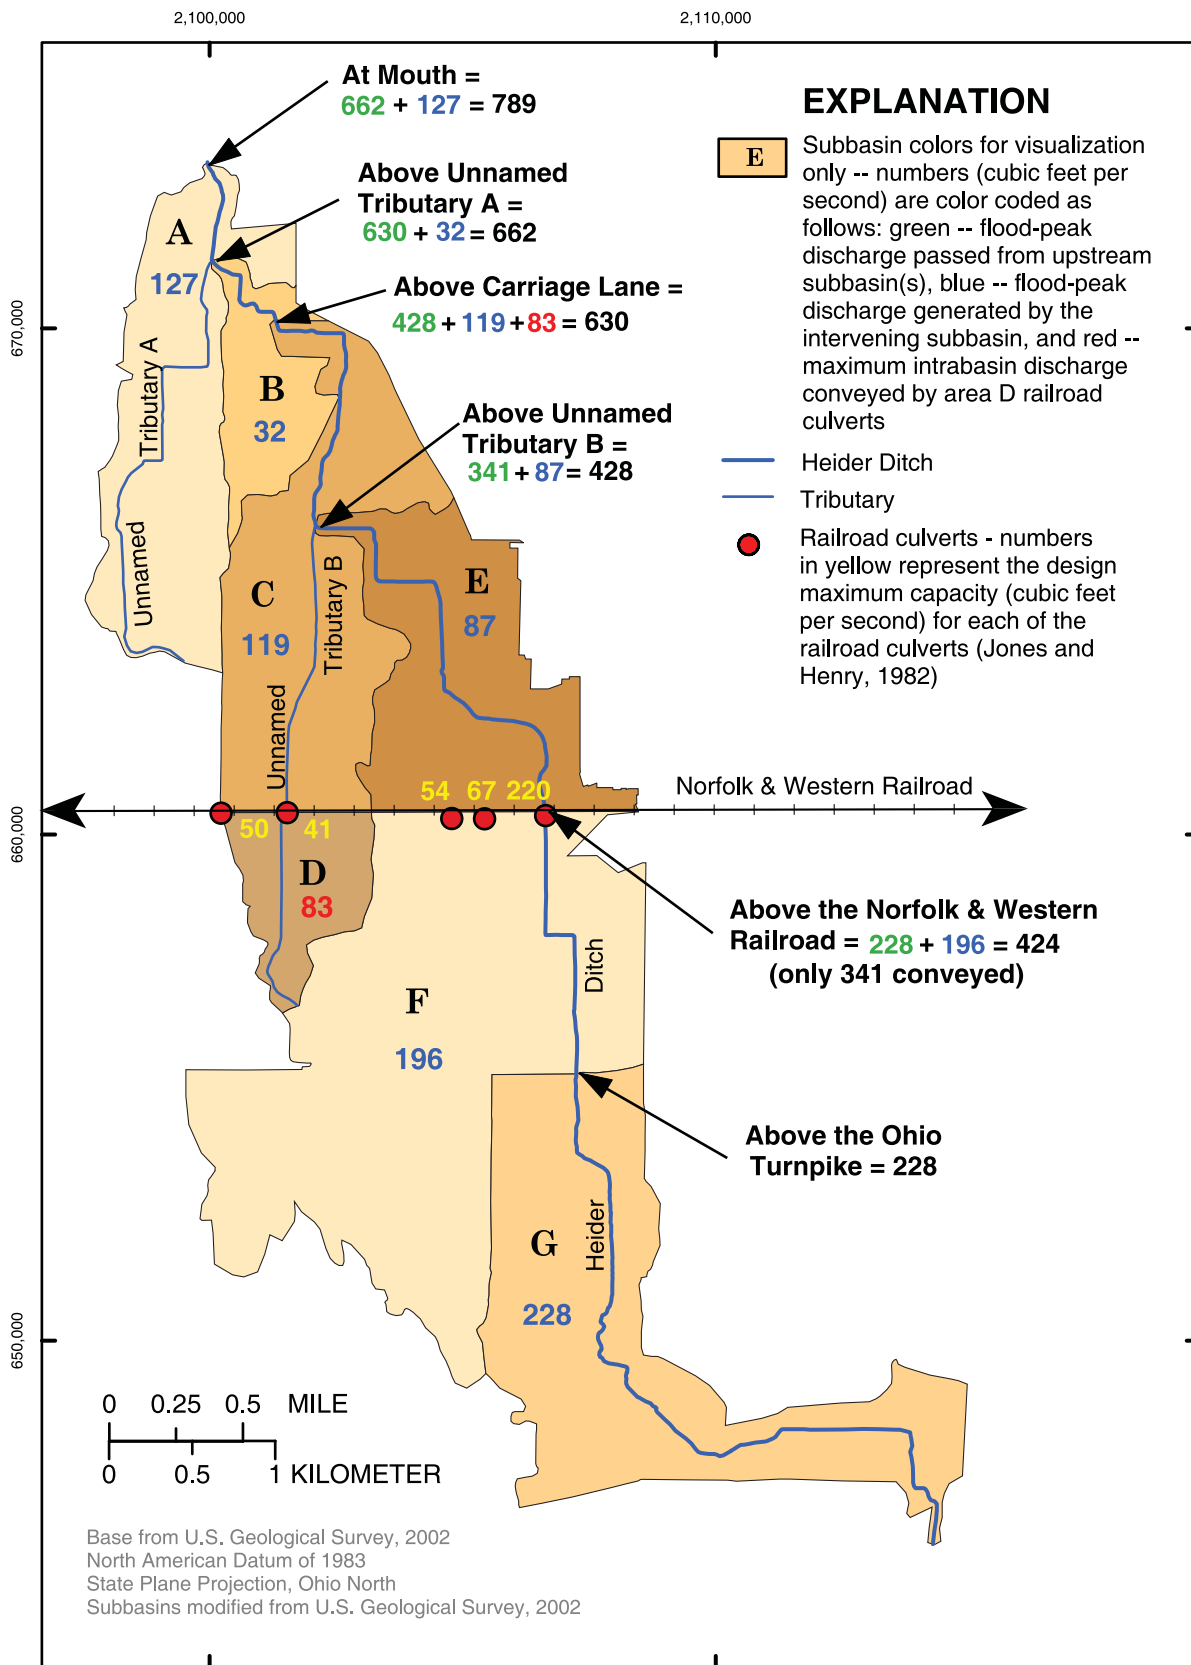 2,100,000
2,110,000
At Mouth =
662 + 127 = 789
Above Unnamed
Tributary A =
630 + 32 = 662
Above Carriage Lane =
428 + 119 + 83 = 630
Above Unnamed
Tributary B =
341 + 87 = 428
EXPLANATION
E
Subbasin colors for visualization
only -- numbers (cubic feet per
second) are color coded as
follows: green -- flood-peak
discharge passed from upstream
subbasin(s), blue -- flood-peak
discharge generated by the
intervening subbasin, and red --
maximum intrabasin discharge
conveyed by area D railroad
culverts
Heider Ditch
Tributary
Railroad culverts - numbers
in yellow represent the design
maximum capacity (cubic feet
per second) for each of the
railroad culverts (Jones and
Henry, 1982)
670,000
660,000
650,000
A
127
Unnamed Tributary A
B
32
C
119
Unnamed Tributary B
E
87
54 67 220
Norfolk & Western Railroad
50 41
D
83
Above the Norfolk & Western
Railroad = 228 + 196 = 424
(only 341 conveyed)
F
196
Heider Ditch
Above the Ohio
Turnpike = 228
G
228
0 0.25 0.5 MILE
0 0.5 1 KILOMETER
Base from U.S. Geological Survey, 2002
North American Datum of 1983
State Plane Projection, Ohio North
Subbasins modified from U.S. Geological Survey, 2002